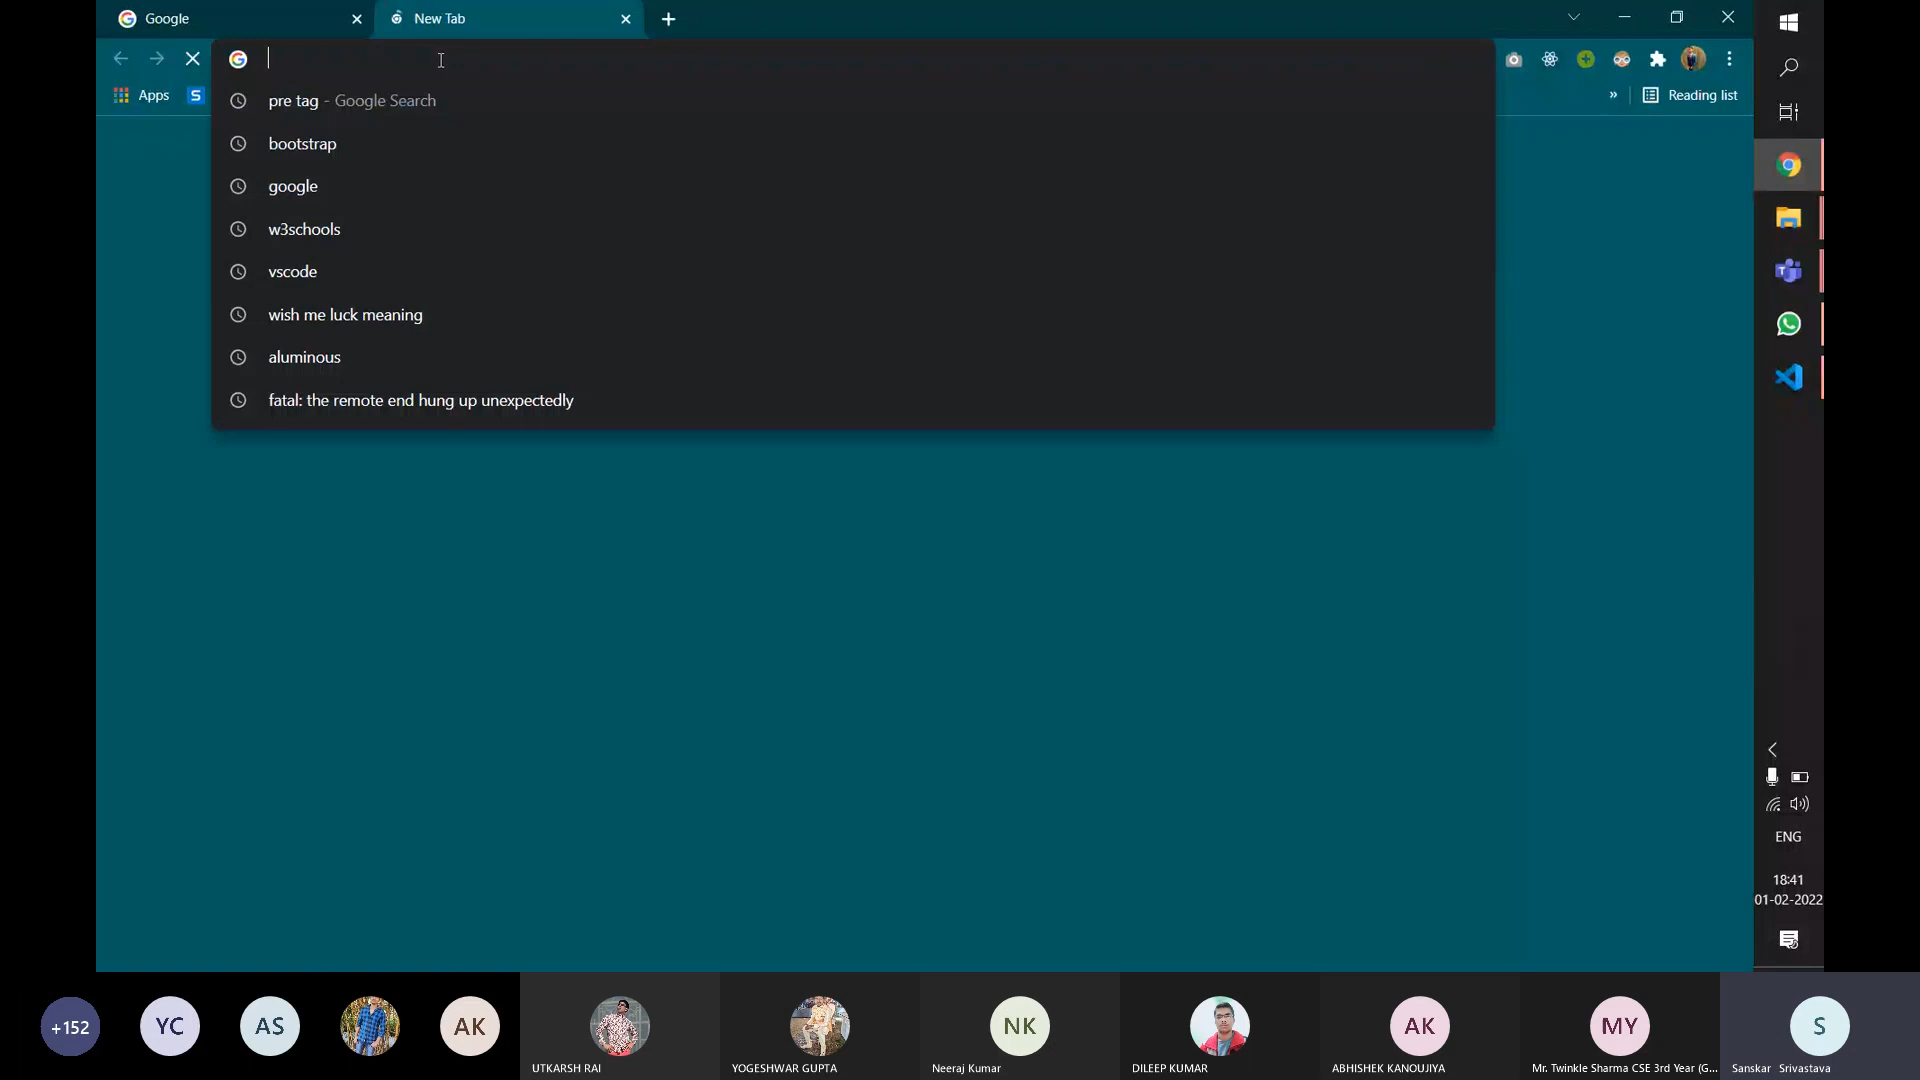 Google
New Tab
pre tag - Google Search
bootstrap
google
w3schools
vscode
wish me luck meaning
aluminous
fatal: the remote end hung up unexpectedly
Apps
S
» Reading list
ENG
18:41
01-02-2022
+152
YC
AS
AK
UTKARSH RAI
YOGESHWAR GUPTA
NK
Neeraj Kumar
DILEEP KUMAR
AK
ABHISHEK KANOUJIYA
MY
Mr. Twinkle Sharma CSE 3rd Year (G...
S
Sanskar Srivastava